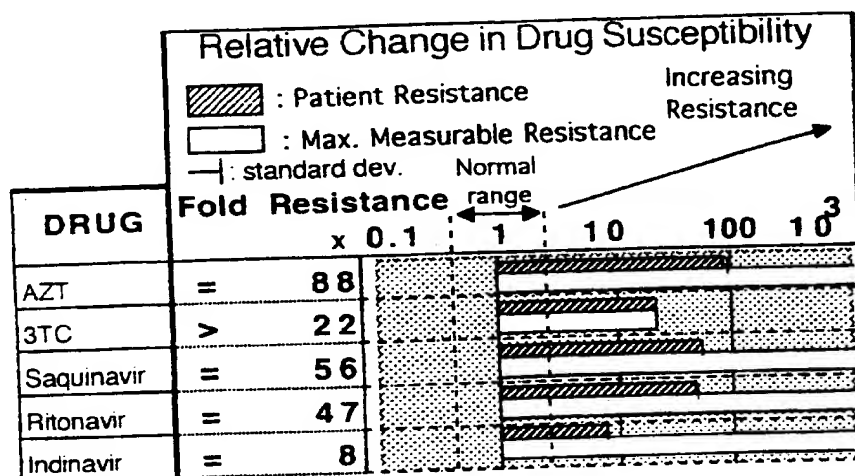 Relative Change in Drug Susceptibility
: Patient Resistance
Increasing
Resistance
: Max. Measurable Resistance
: standard dev.
Normal
range
DRUG
Fold Resistance
x 0.1 1 10 100 10³
AZT = 88
3TC > 22
Saquinavir = 56
Ritonavir = 47
Indinavir = 8